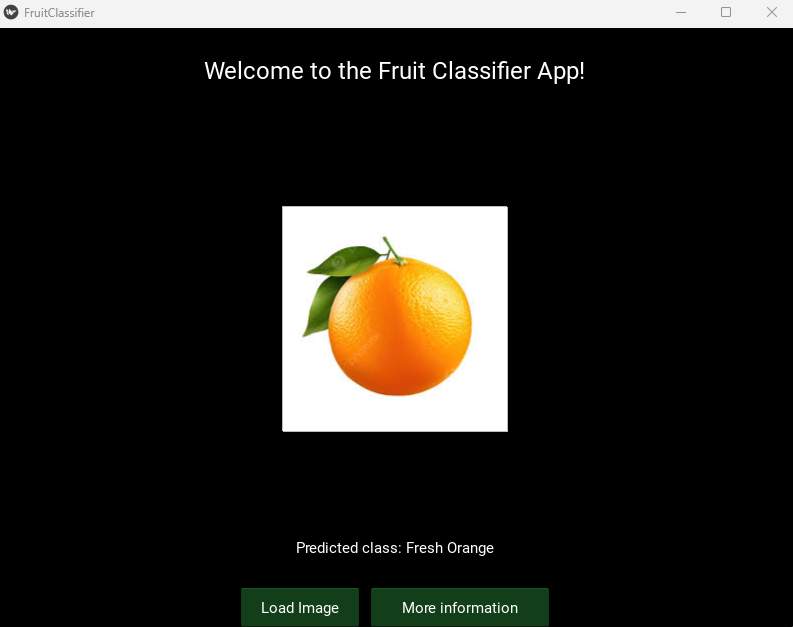 FruitClassifier
Welcome to the Fruit Classifier App!
Predicted class: Fresh Orange
Load Image
More information